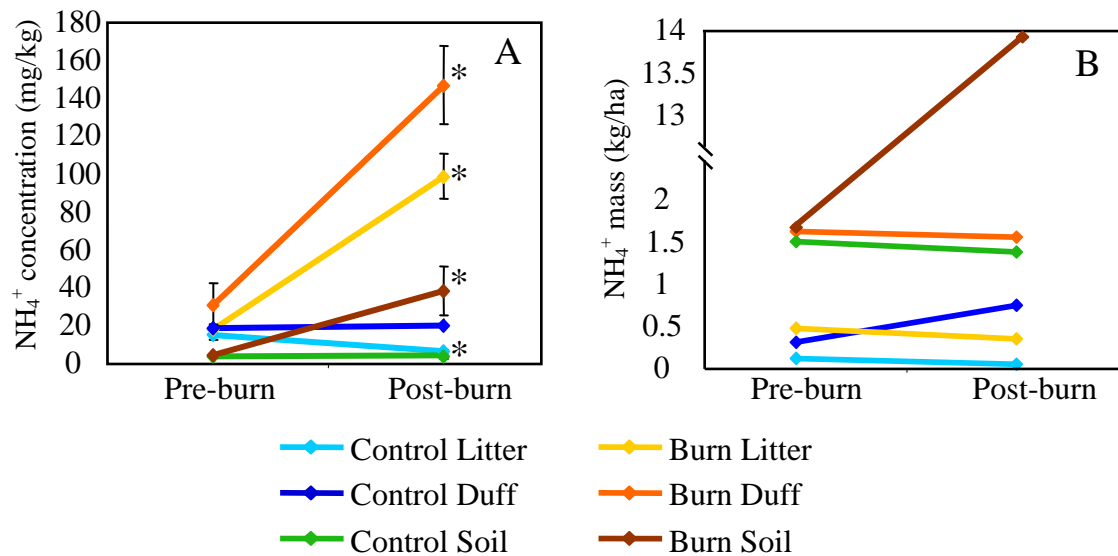 A
NH₄⁺ concentration (mg/kg)
180
160
140
120
100
80
60
40
20
0
*
*
*
*
Pre-burn
Post-burn
B
NH₄⁺ mass (kg/ha)
14
13.5
13
2
1.5
1
0.5
0
Pre-burn
Post-burn
Control Litter
Burn Litter
Control Duff
Burn Duff
Control Soil
Burn Soil